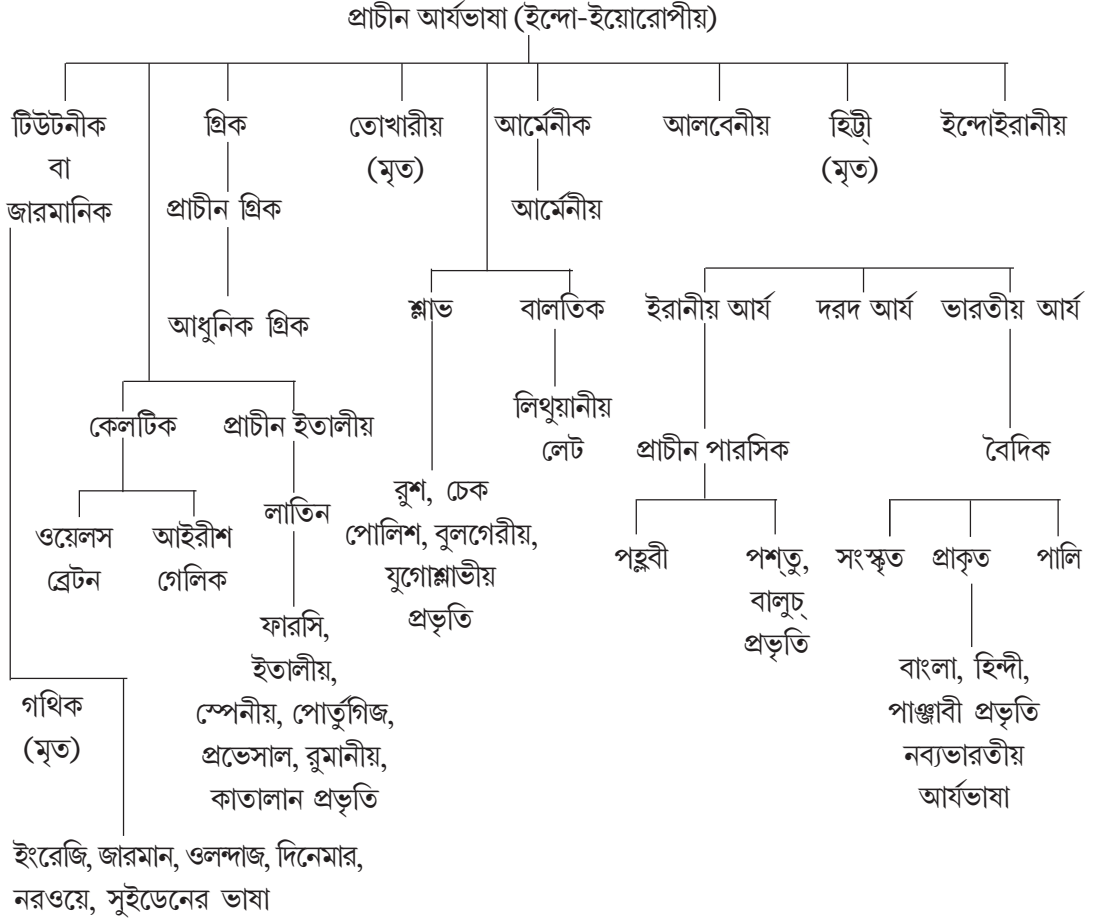 প্রাচীন আর্যভাষা (ইন্দো-ইয়োরোপীয়)
টিউটনীক
বা
জারমানিক
গ্রিক
তোখারীয়
(মৃত)
আর্মেনীক
আলবেনীয়
হিট্টী
(মৃত)
ইন্দোইরানীয়
প্রাচীন গ্রিক
আর্মেনীয়
আধুনিক গ্রিক
শ্লাভ
বালতিক
ইরানীয় আর্য
দরদ আর্য
ভারতীয় আর্য
কেলটিক
প্রাচীন ইতালীয়
লিথুয়ানীয়
লেট
প্রাচীন পারসিক
বৈদিক
ওয়েলস
ব্রেটন
আইরীশ
গেলিক
লাতিন
রুশ, চেক
পোলিশ, বুলগেরীয়,
যুগোশ্লাভীয়
প্রভৃতি
পহ্লবী
পশ্‌তু,
বালুচ্
প্রভৃতি
সংস্কৃত
প্রাকৃত
পালি
ফারসি,
ইতালীয়,
স্পেনীয়, পোর্তুগিজ,
প্রভেসাল, রুমানীয়,
কাতালান প্রভৃতি
বাংলা, হিন্দী,
পাঞ্জাবী প্রভৃতি
নব্যভারতীয়
আর্যভাষা
গথিক
(মৃত)
ইংরেজি, জারমান, ওলন্দাজ, দিনেমার,
নরওয়ে, সুইডেনের ভাষা